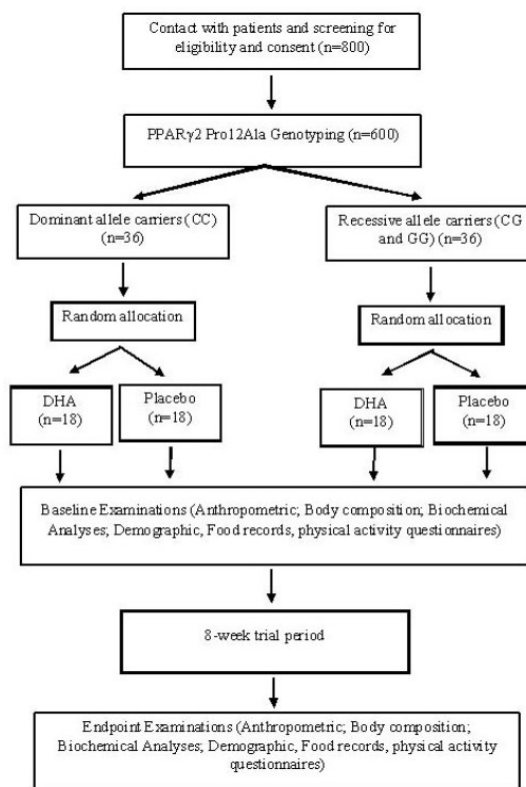 Contact with patients and screening for
eligibility and consent (n=800)
PPARγ2 Pro12Ala Genotyping (n=600)
Dominant allele carriers (CC)
(n=36)
Recessive allele carriers (CG
and GG) (n=36)
Random allocation
Random allocation
DHA
(n=18)
Placebo
(n=18)
DHA
(n=18)
Placebo
(n=18)
Baseline Examinations (Anthropometric; Body composition; Biochemical
Analyses; Demographic, Food records, physical activity questionnaires)
8-week trial period
Endpoint Examinations (Anthropometric; Body composition;
Biochemical Analyses; Demographic, Food records, physical activity
questionnaires)